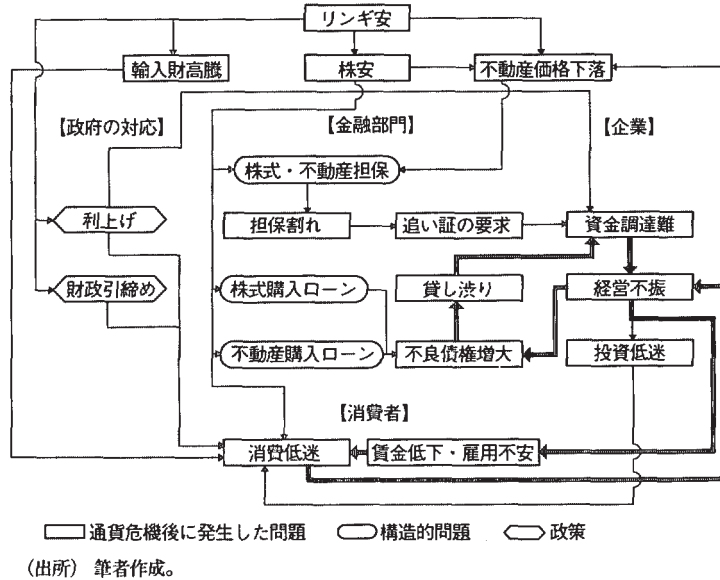 リンギ安
輸入財高騰
株安
不動産価格下落
【政府の対応】
【金融部門】
【企業】
株式・不動産担保
利上げ
担保割れ
追い証の要求
資金調達難
財政引締め
株式購入ローン
貸し渋り
経営不振
不動産購入ローン
不良債権増大
投資低迷
【消費者】
消費低迷
賃金低下・雇用不安
通貨危機後に発生した問題
構造的問題
政策
(出所) 筆者作成。